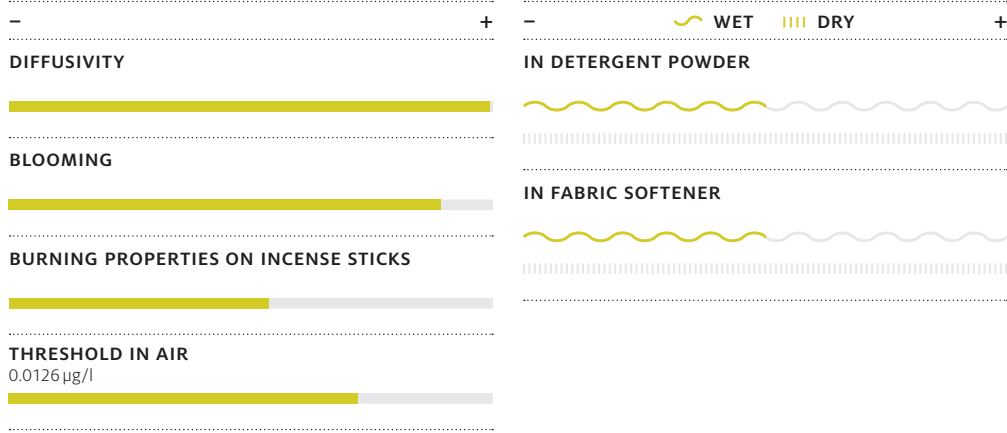 – +
DIFFUSIVITY
BLOOMING
BURNING PROPERTIES ON INCENSE STICKS
THRESHOLD IN AIR
0.0126 µg/l
– WET DRY +
IN DETERGENT POWDER
IN FABRIC SOFTENER